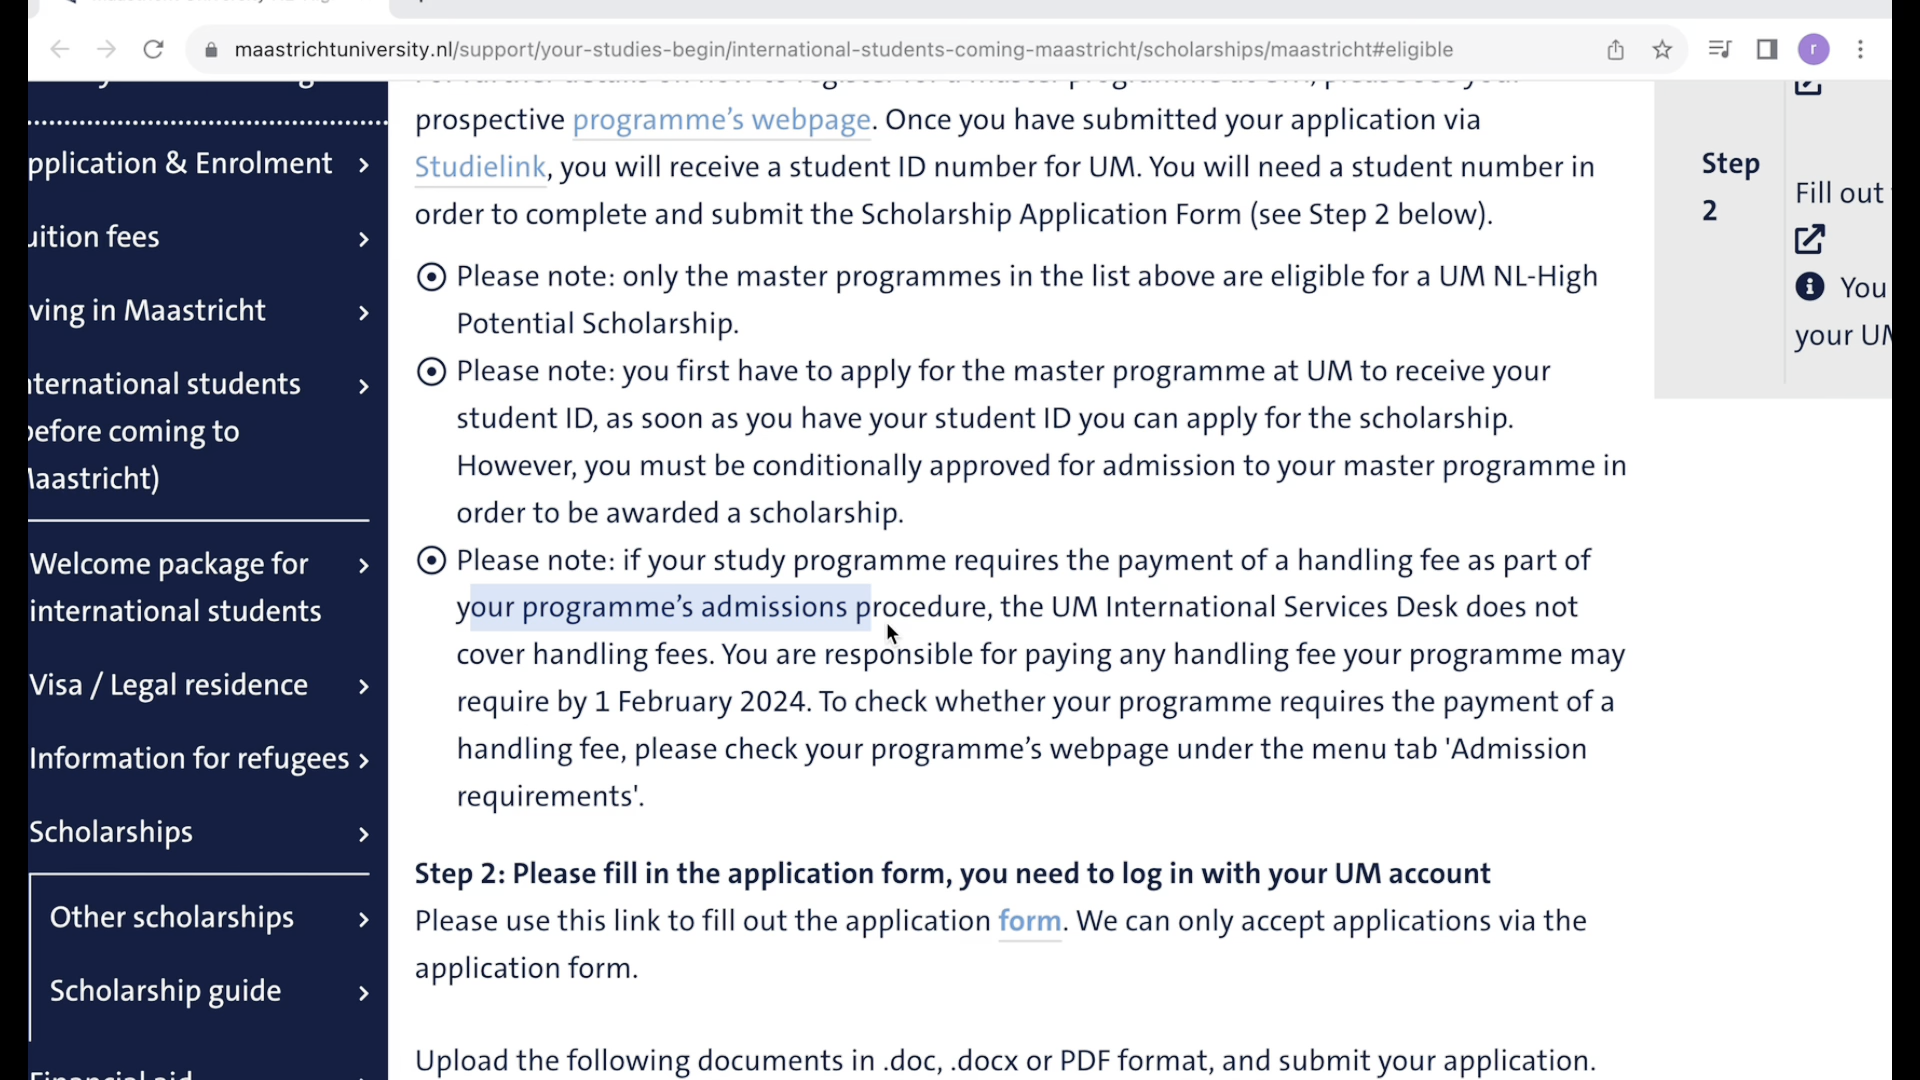 maastrichtuniversity.nl/support/your-studies-begin/international-students-coming-maastricht/scholarships/maastricht#eligible
r
pplication & Enrolment
uition fees
ving in Maastricht
nternational students
before coming to
Maastricht)
Welcome package for
international students
Visa / Legal residence
Information for refugees
Scholarships
Other scholarships
Scholarship guide
Financial aid
prospective programme’s webpage. Once you have submitted your application via
Studielink, you will receive a student ID number for UM. You will need a student number in
order to complete and submit the Scholarship Application Form (see Step 2 below).
Please note: only the master programmes in the list above are eligible for a UM NL-High
Potential Scholarship.
Please note: you first have to apply for the master programme at UM to receive your
student ID, as soon as you have your student ID you can apply for the scholarship.
However, you must be conditionally approved for admission to your master programme in
order to be awarded a scholarship.
Please note: if your study programme requires the payment of a handling fee as part of
your programme’s admissions procedure, the UM International Services Desk does not
cover handling fees. You are responsible for paying any handling fee your programme may
require by 1 February 2024. To check whether your programme requires the payment of a
handling fee, please check your programme’s webpage under the menu tab 'Admission
requirements'.
Step 2: Please fill in the application form, you need to log in with your UM account
Please use this link to fill out the application form. We can only accept applications via the
application form.
Upload the following documents in .doc, .docx or PDF format, and submit your application.
Step
2
Fill out
You
your UM